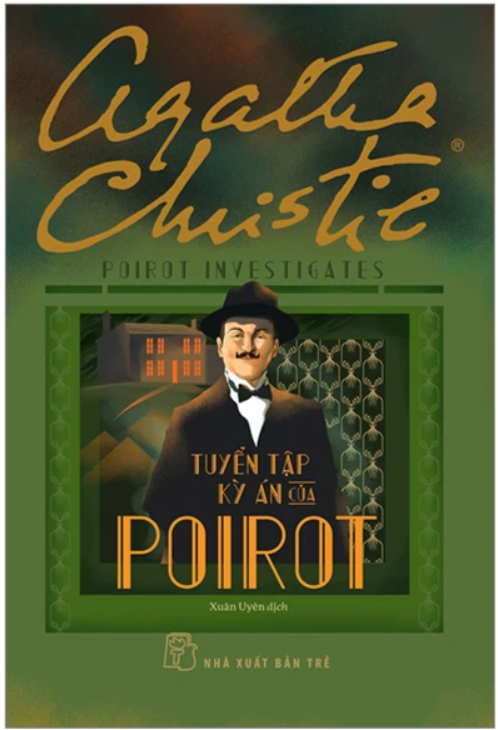 Agatha
Christie®
POIROT INVESTIGATES
TUYỂN TẬP
KỲ ÁN CỦA
POIROT
Xuân Uyên dịch
NHÀ XUẤT BẢN TRẺ